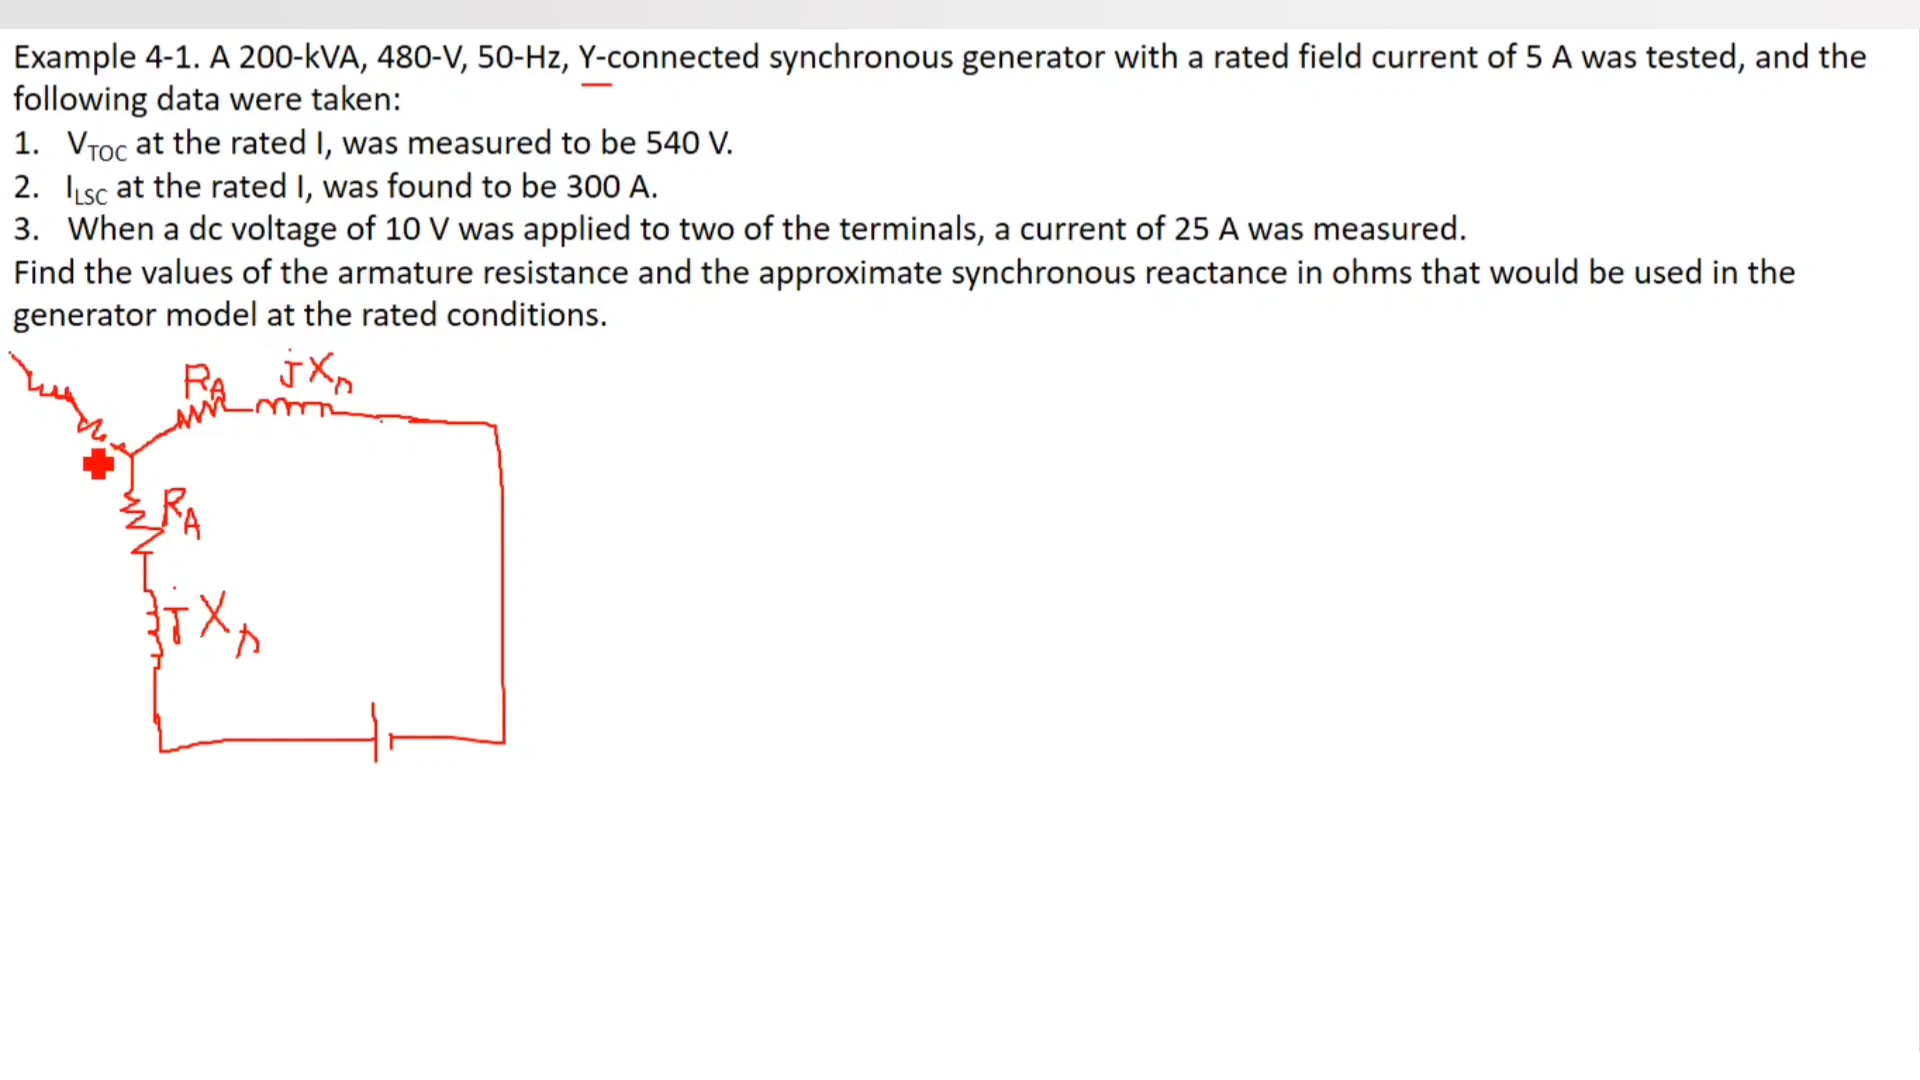 Example 4-1. A 200-kVA, 480-V, 50-Hz, Y-connected synchronous generator with a rated field current of 5 A was tested, and the
following data were taken:
1. V_TOC at the rated I, was measured to be 540 V.
2. I_LSC at the rated I, was found to be 300 A.
3. When a dc voltage of 10 V was applied to two of the terminals, a current of 25 A was measured.
Find the values of the armature resistance and the approximate synchronous reactance in ohms that would be used in the
generator model at the rated conditions.
R_A jX_s
R_A
jX_s